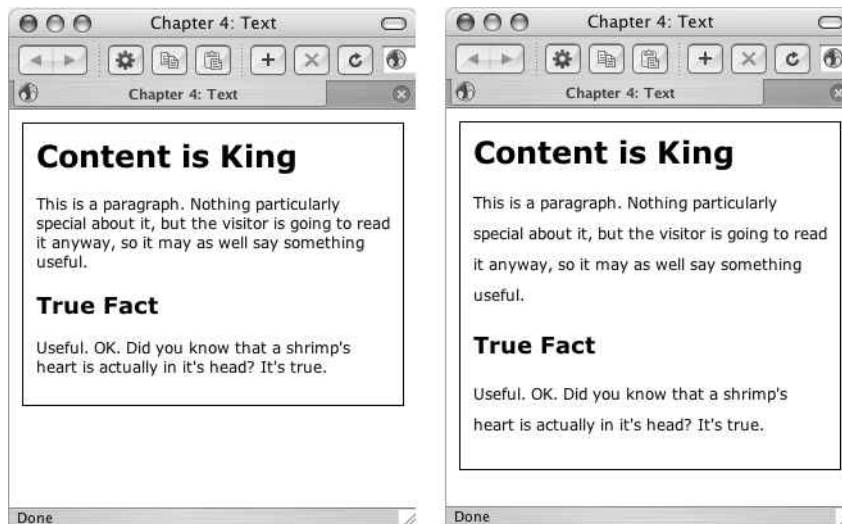 Chapter 4: Text
Chapter 4: Text
Content is King
This is a paragraph. Nothing particularly
special about it, but the visitor is going to read
it anyway, so it may as well say something
useful.
True Fact
Useful. OK. Did you know that a shrimp's
heart is actually in it's head? It's true.
Done
Chapter 4: Text
Chapter 4: Text
Content is King
This is a paragraph. Nothing particularly
special about it, but the visitor is going to read
it anyway, so it may as well say something
useful.
True Fact
Useful. OK. Did you know that a shrimp's
heart is actually in it's head? It's true.
Done